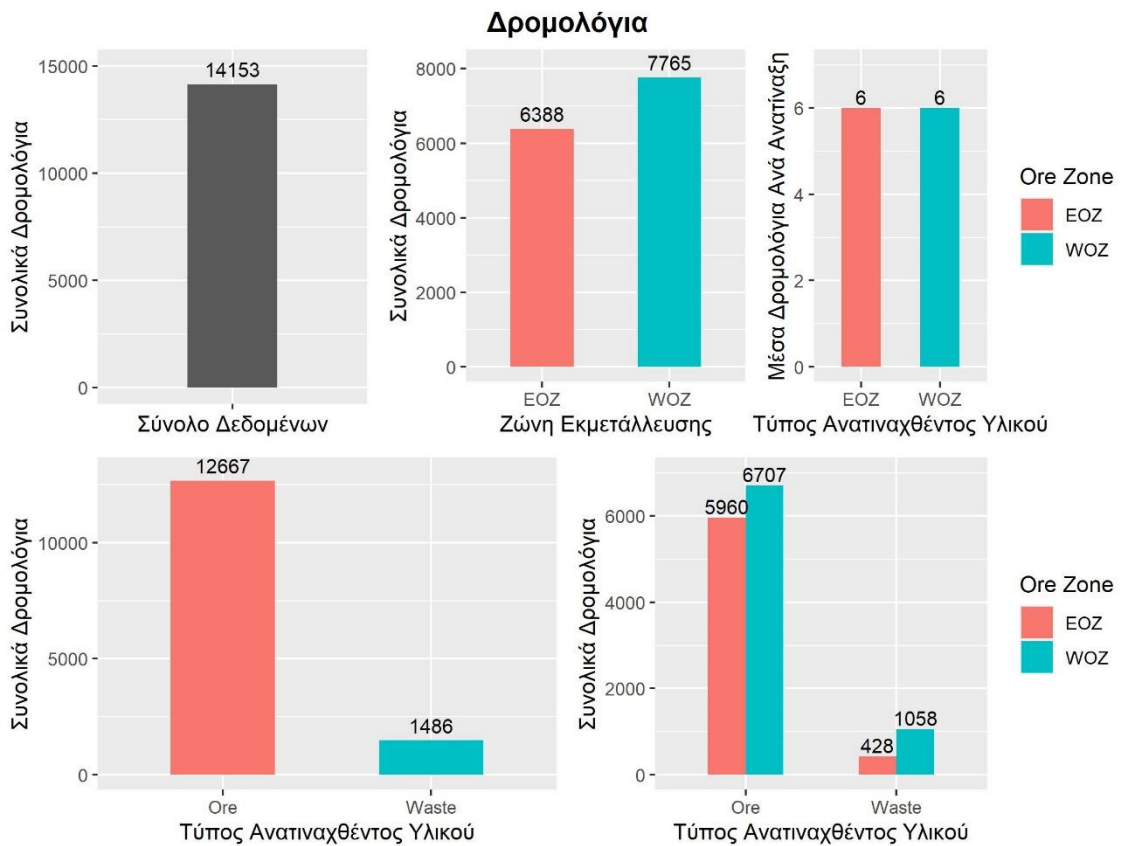 Δρομολόγια
15000
10000
5000
0
14153
Συνολικά Δρομολόγια
Σύνολο Δεδομένων
8000
6000
4000
2000
0
6388
7765
Συνολικά Δρομολόγια
EOZ
WOZ
Ζώνη Εκμετάλλευσης
6
4
2
0
6
6
Μέσα Δρομολόγια Ανά Ανατίναξη
EOZ
WOZ
Τύπος Ανατιναχθέντος Υλικού
Ore Zone
EOZ
WOZ
10000
5000
0
12667
1486
Συνολικά Δρομολόγια
Ore
Waste
Τύπος Ανατιναχθέντος Υλικού
6000
4000
2000
0
5960
6707
428
1058
Συνολικά Δρομολόγια
Ore
Waste
Τύπος Ανατιναχθέντος Υλικού
Ore Zone
EOZ
WOZ